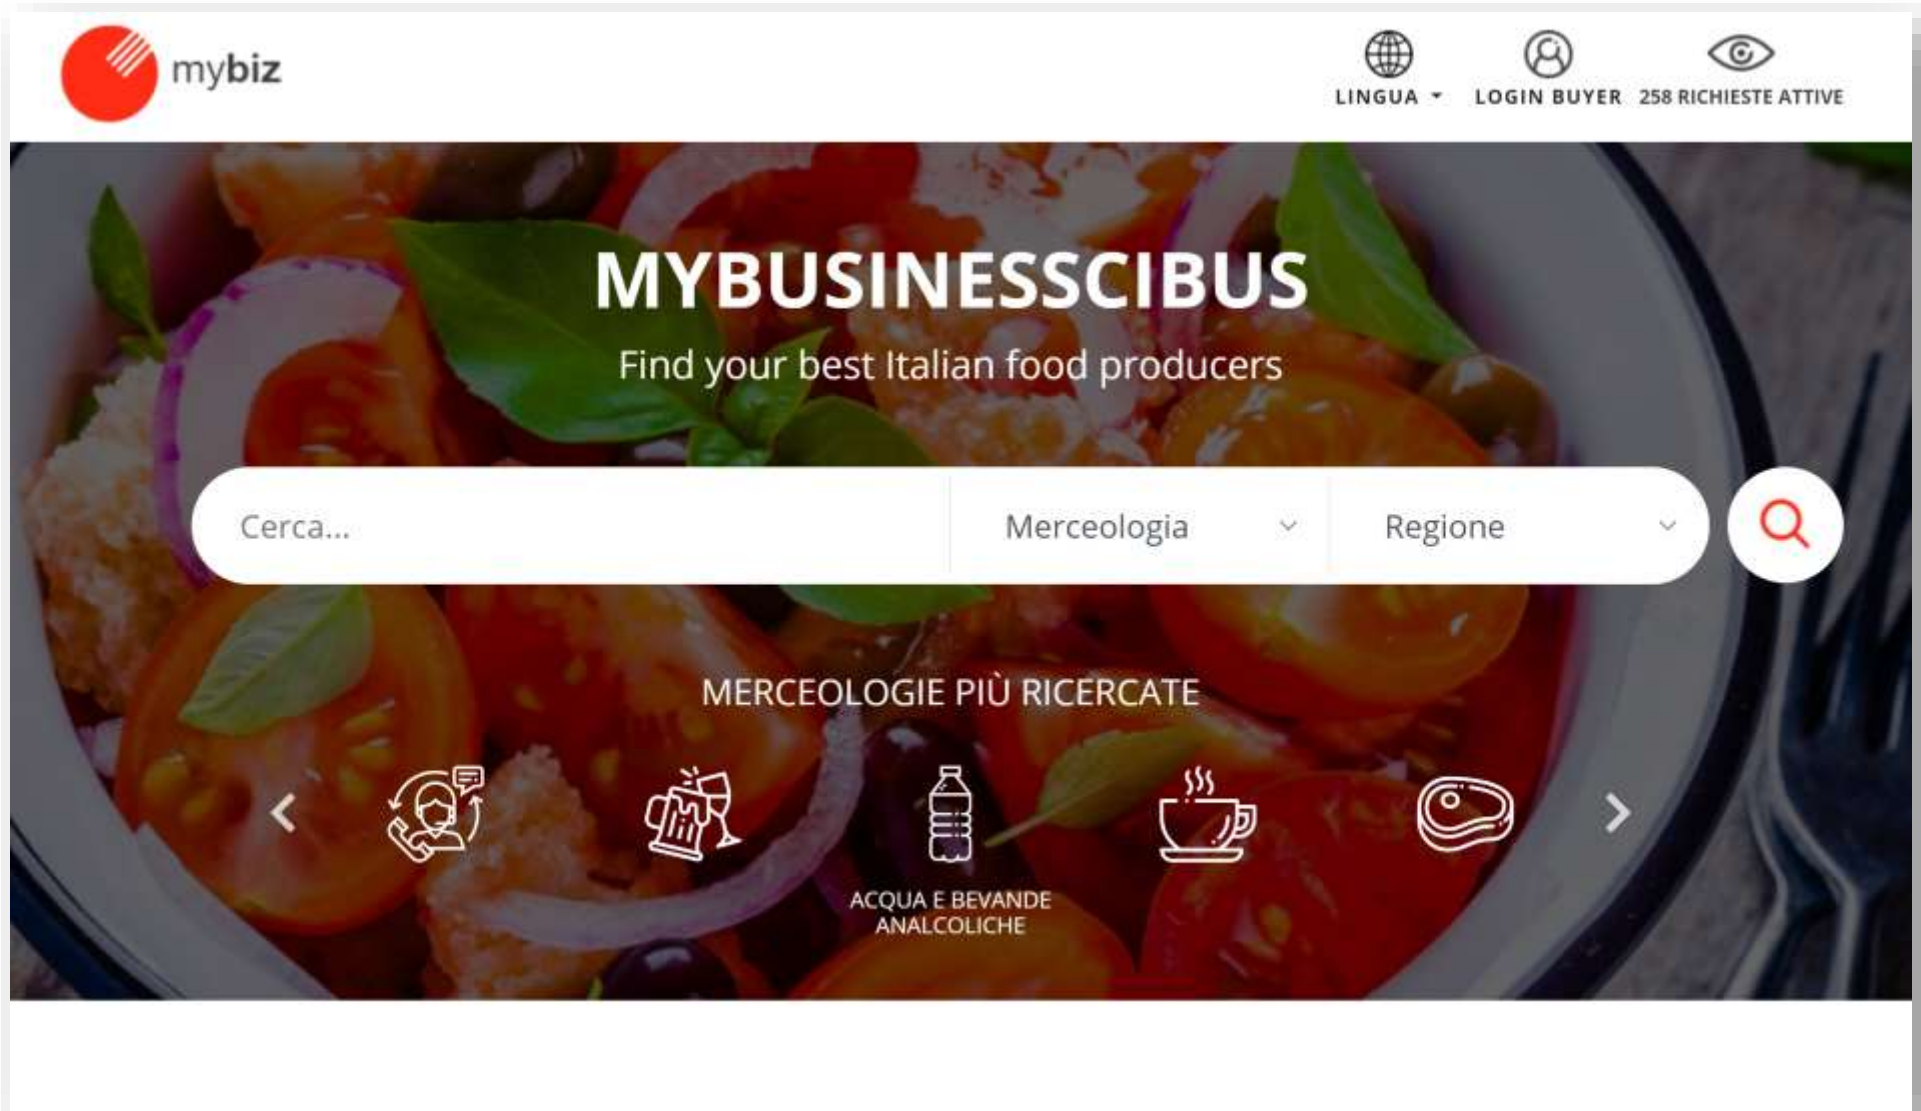 mybiz
LINGUA
LOGIN BUYER
258 RICHIESTE ATTIVE
MYBUSINESSCIBUS
Find your best Italian food producers
Cerca...
Merceologia
Regione
MERCEOLOGIE PIÙ RICERCATE
ACQUA E BEVANDE
ANALCOLICHE